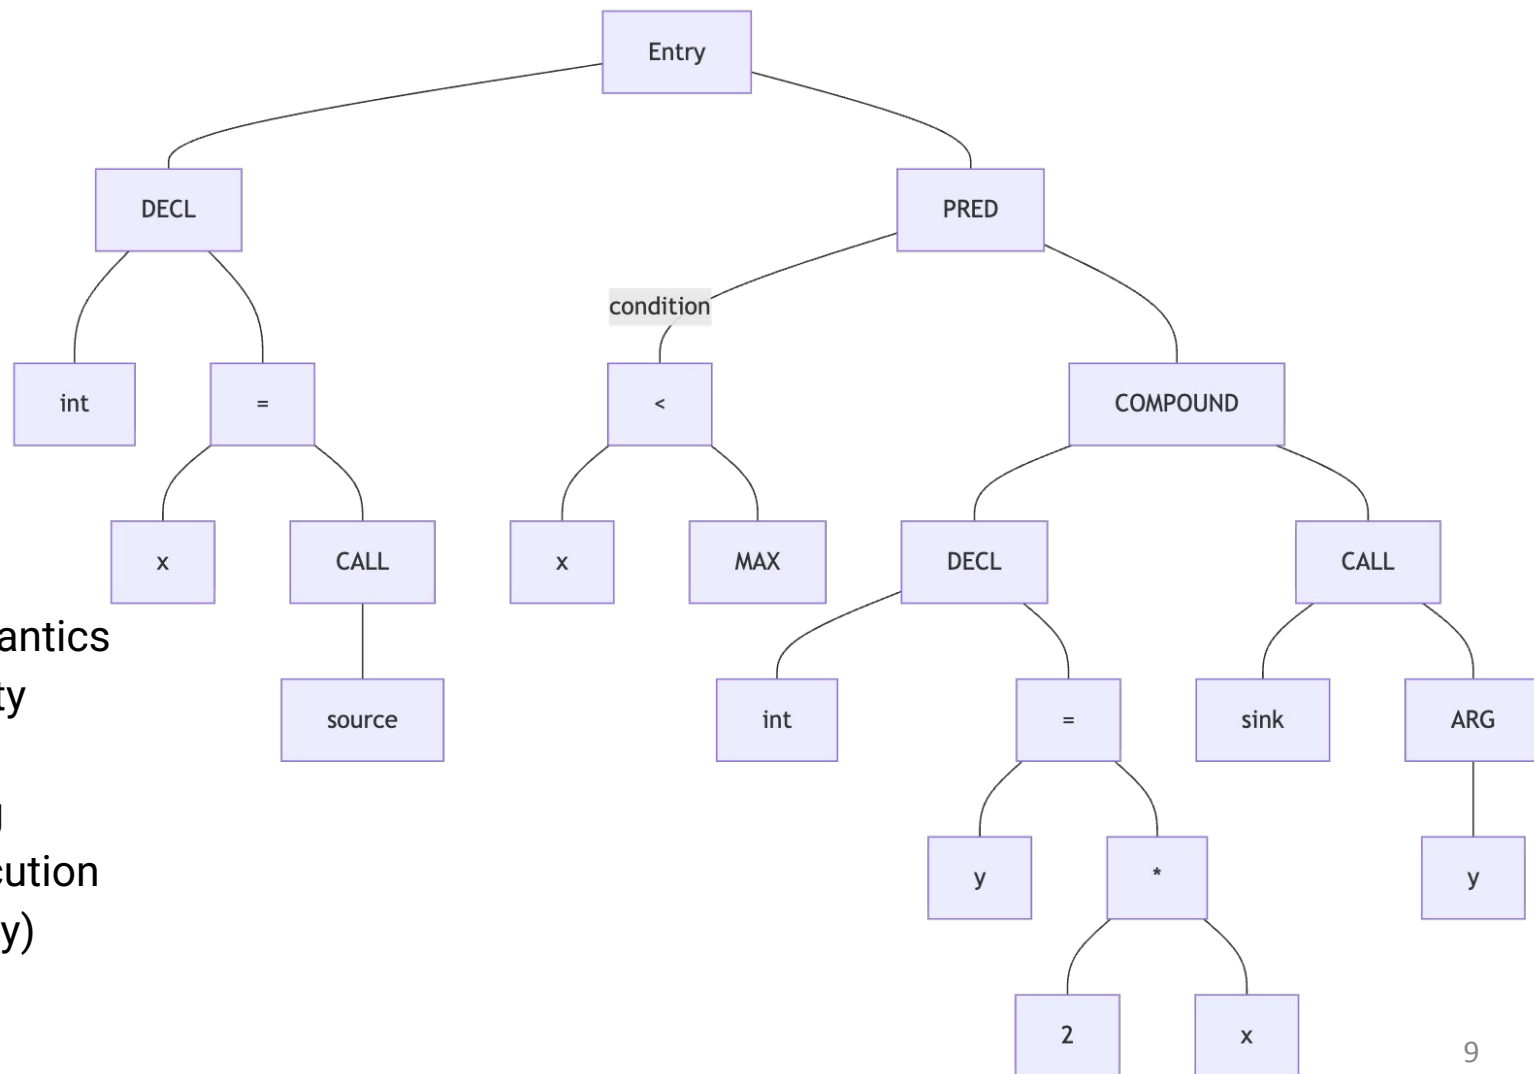 Entry
DECL PRED
condition
int = < COMPOUND
x CALL x MAX DECL CALL
antics
source int = sink ARG
ty
y * y
cution
y)
2 x
9